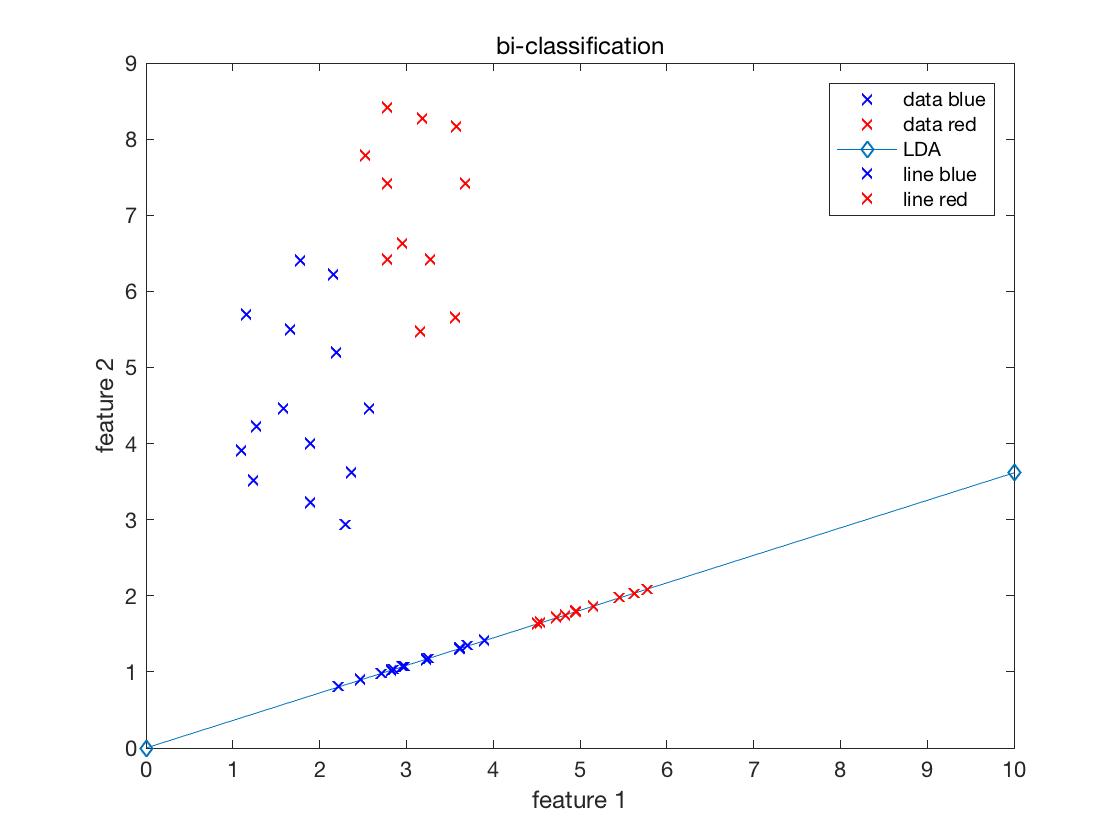 bi-classification
9
8
7
6
5
4
3
2
1
0
feature 2
data blue
data red
LDA
line blue
line red
0 1 2 3 4 5 6 7 8 9 10
feature 1